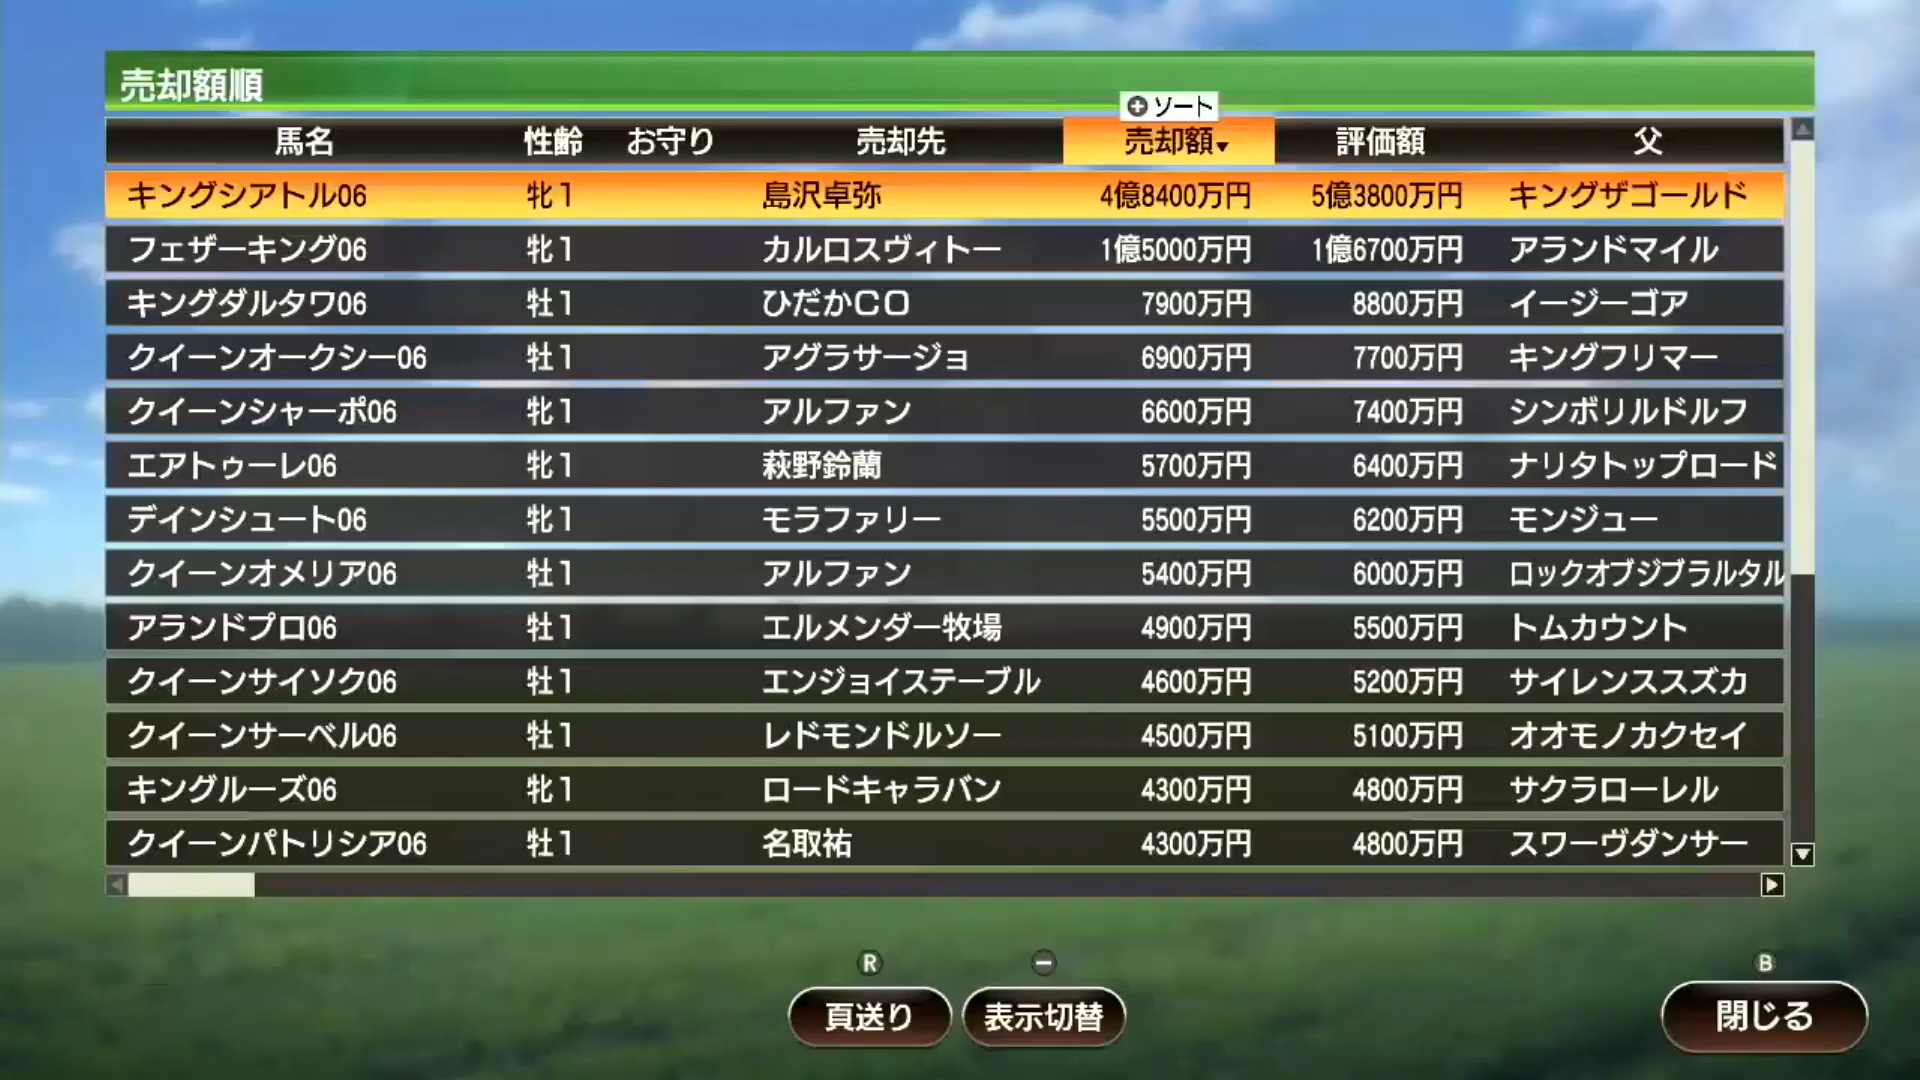 売却額順
ソート
馬名 性齢 お守り 売却先 売却額▼ 評価額 父
キングシアトル06 牝1 島沢卓弥 4億8400万円 5億3800万円 キングザゴールド
フェザーキング06 牝1 カルロスヴィトー 1億5000万円 1億6700万円 アランドマイル
キングダルタワ06 牡1 ひだかCO 7900万円 8800万円 イージーゴア
クイーンオークシー06 牡1 アグラサージョ 6900万円 7700万円 キングフリマー
クイーンシャーポ06 牝1 アルファン 6600万円 7400万円 シンボリルドルフ
エアトゥーレ06 牝1 萩野鈴蘭 5700万円 6400万円 ナリタトップロード
デインシュート06 牝1 モラファリー 5500万円 6200万円 モンジュー
クイーンオメリア06 牡1 アルファン 5400万円 6000万円 ロックオブジブラルタル
アランドプロ06 牡1 エルメンダー牧場 4900万円 5500万円 トムカウント
クイーンサイソク06 牡1 エンジョイステーブル 4600万円 5200万円 サイレンススズカ
クイーンサーベル06 牡1 レドモンドルソー 4500万円 5100万円 オオモノカクセイ
キングルーズ06 牝1 ロードキャラバン 4300万円 4800万円 サクラローレル
クイーンパトリシア06 牡1 名取祐 4300万円 4800万円 スワーヴダンサー
R − B
頁送り 表示切替 閉じる